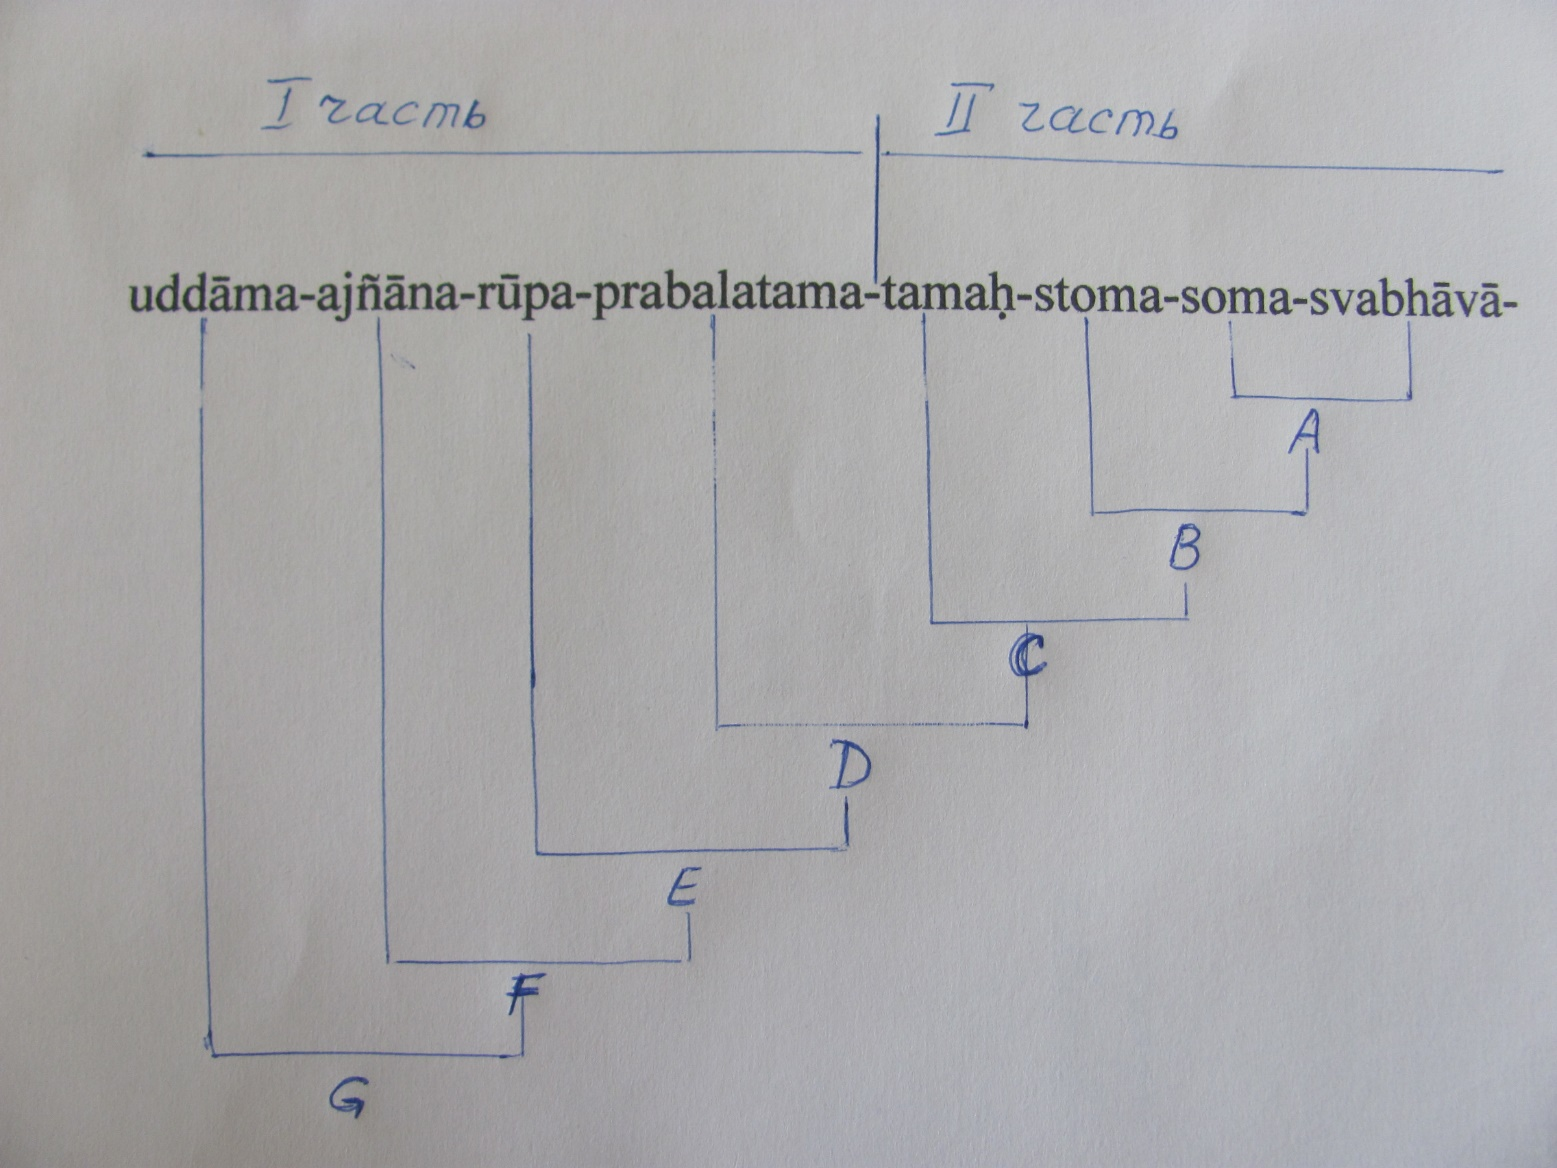 I часть II часть
uddāma-ajñāna-rūpa-prabalatama-tamaḥ-stoma-soma-svabhāvā-
A
B
C
D
E
F
G